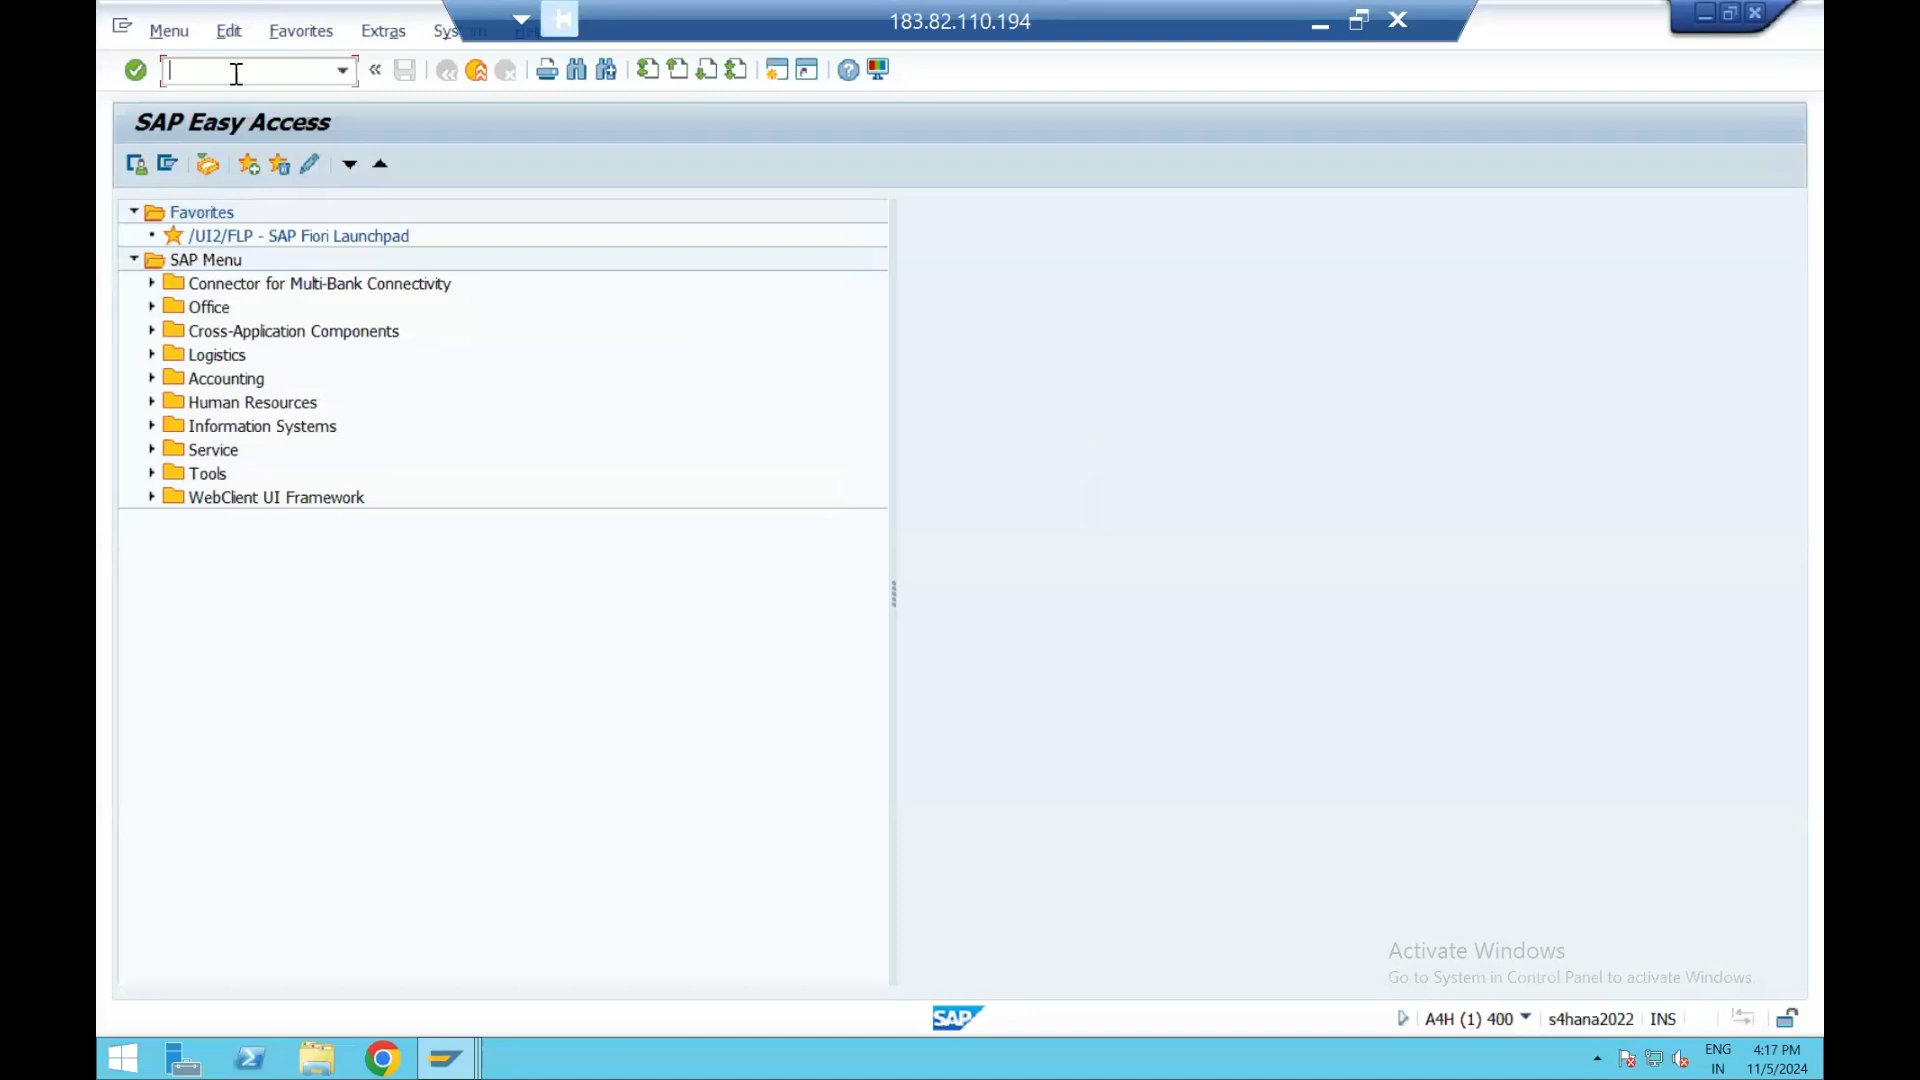 183.82.110.194
Menu Edit Favorites Extras
SAP Easy Access
Favorites
/UI2/FLP - SAP Fiori Launchpad
SAP Menu
Connector for Multi-Bank Connectivity
Office
Cross-Application Components
Logistics
Accounting
Human Resources
Information Systems
Service
Tools
WebClient UI Framework
Activate Windows
Go to System in Control Panel to activate Windows.
SAP
A4H (1) 400 s4hana2022 INS
ENG 4:17 PM
IN 11/5/2024